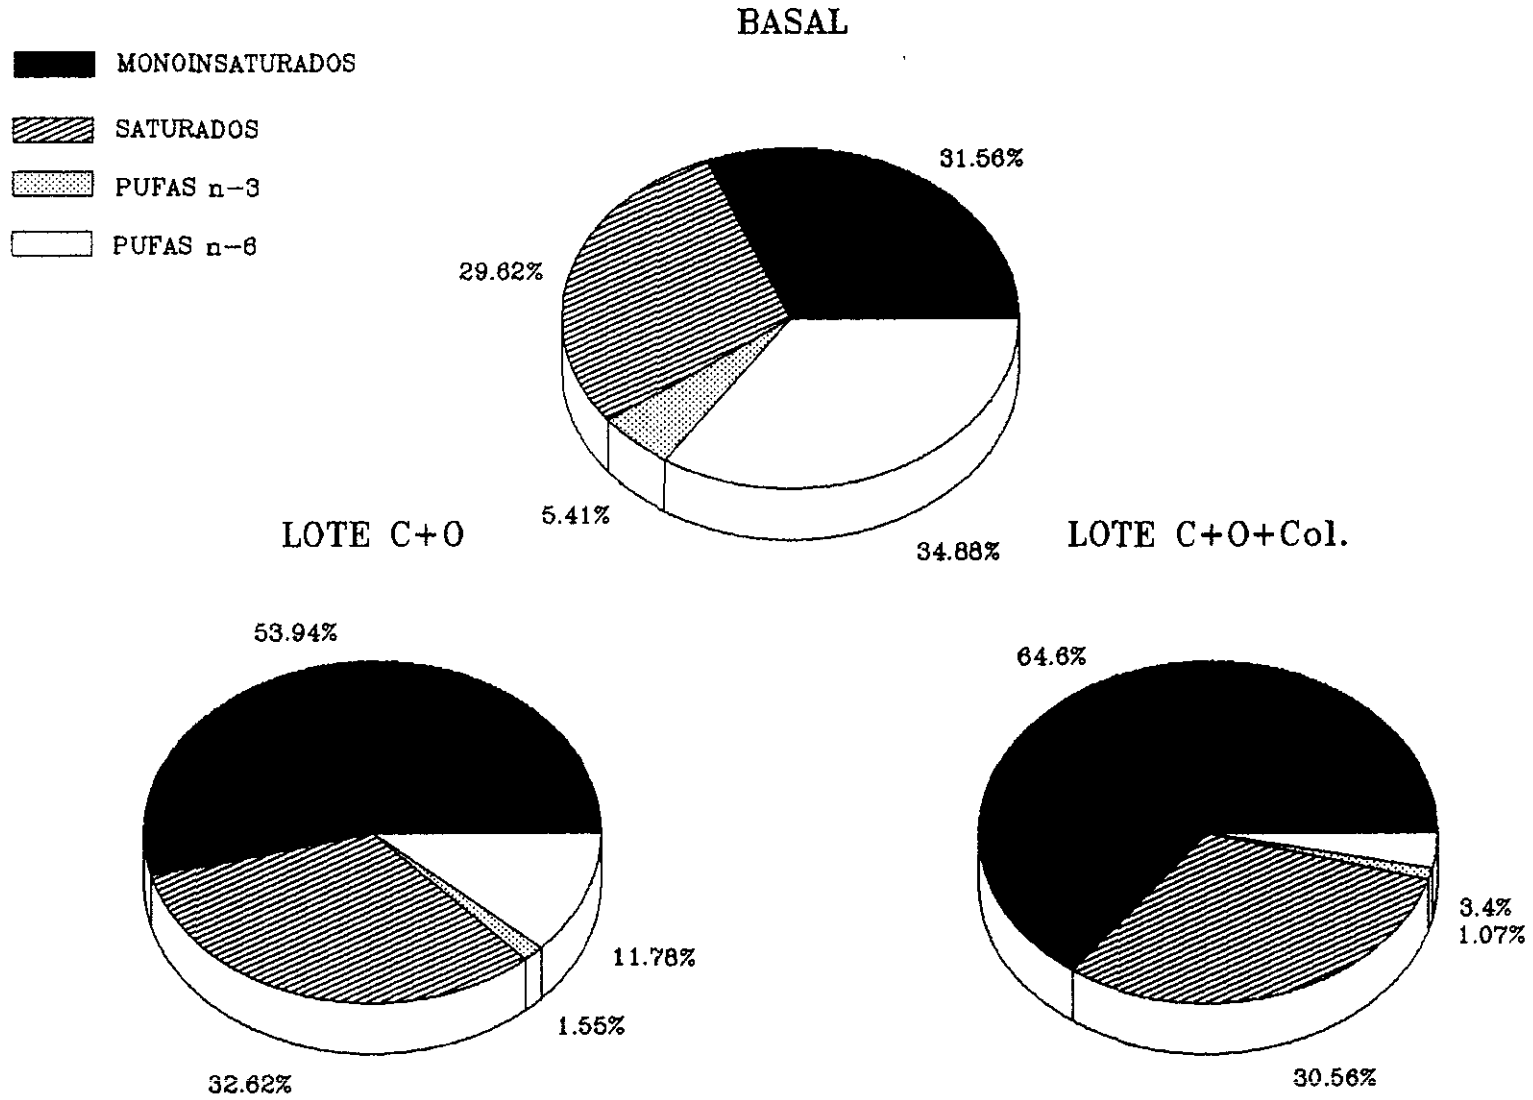 BASAL
MONOINSATURADOS
SATURADOS
PUFAS n-3
PUFAS n-6
31.56%
29.62%
5.41%
34.88%
LOTE C+O
53.94%
11.78%
1.55%
32.62%
LOTE C+O+Col.
64.6%
3.4%
1.07%
30.56%